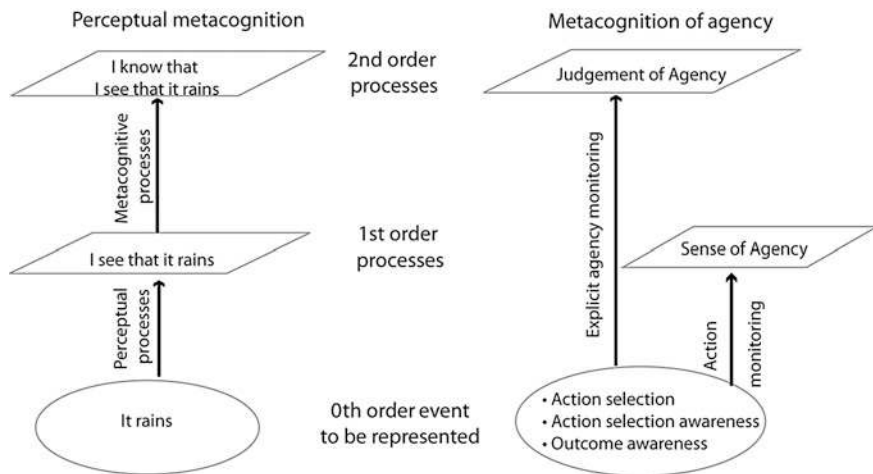 Perceptual metacognition
I know that
I see that it rains
Metacognitive
processes
I see that it rains
Perceptual
processes
It rains
2nd order
processes
1st order
processes
0th order event
to be represented
Metacognition of agency
Judgement of Agency
Explicit agency monitoring
Sense of Agency
Action
monitoring
• Action selection
• Action selection awareness
• Outcome awareness